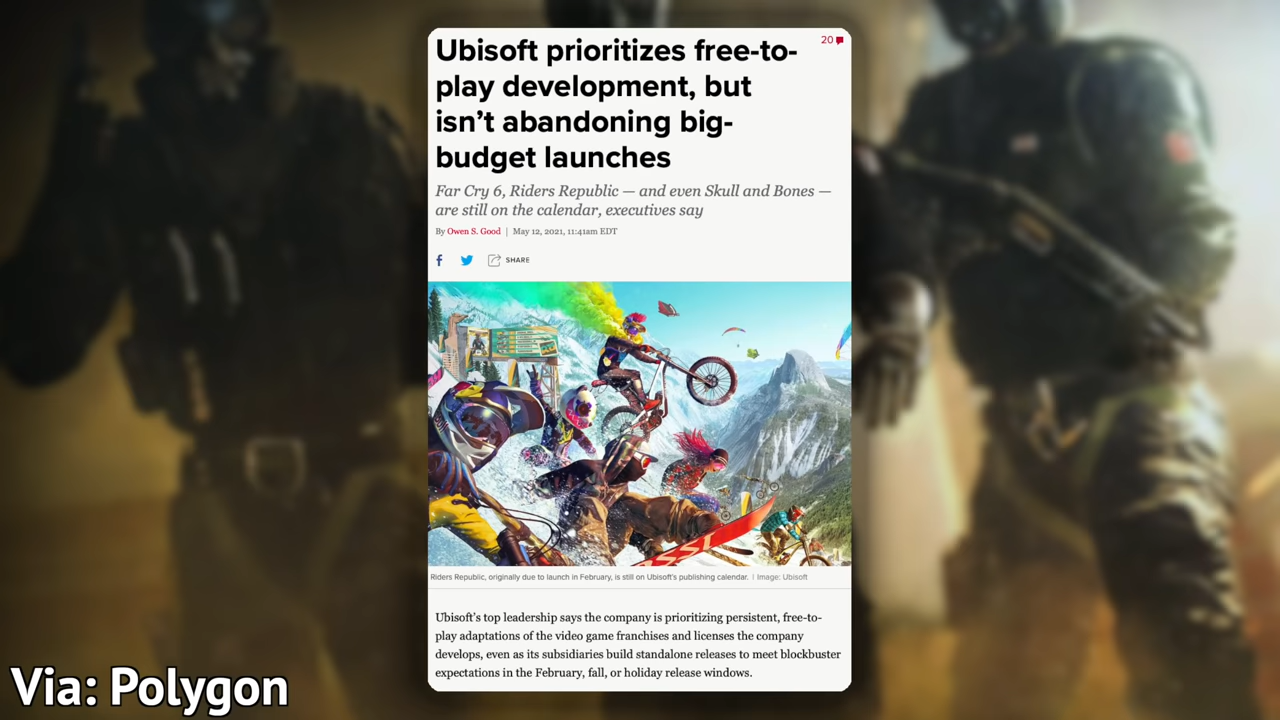 Ubisoft prioritizes free-to-
play development, but
isn’t abandoning big-
budget launches
20
Far Cry 6, Riders Republic — and even Skull and Bones —
are still on the calendar, executives say
By Owen S. Good | May 12, 2021, 11:41am EDT
SHARE
Riders Republic, originally due to launch in February, is still on Ubisoft’s publishing calendar. | Image: Ubisoft
Ubisoft’s top leadership says the company is prioritizing persistent, free-to-
play adaptations of the video game franchises and licenses the company
develops, even as its subsidiaries build standalone releases to meet blockbuster
expectations in the February, fall, or holiday release windows.
Via: Polygon